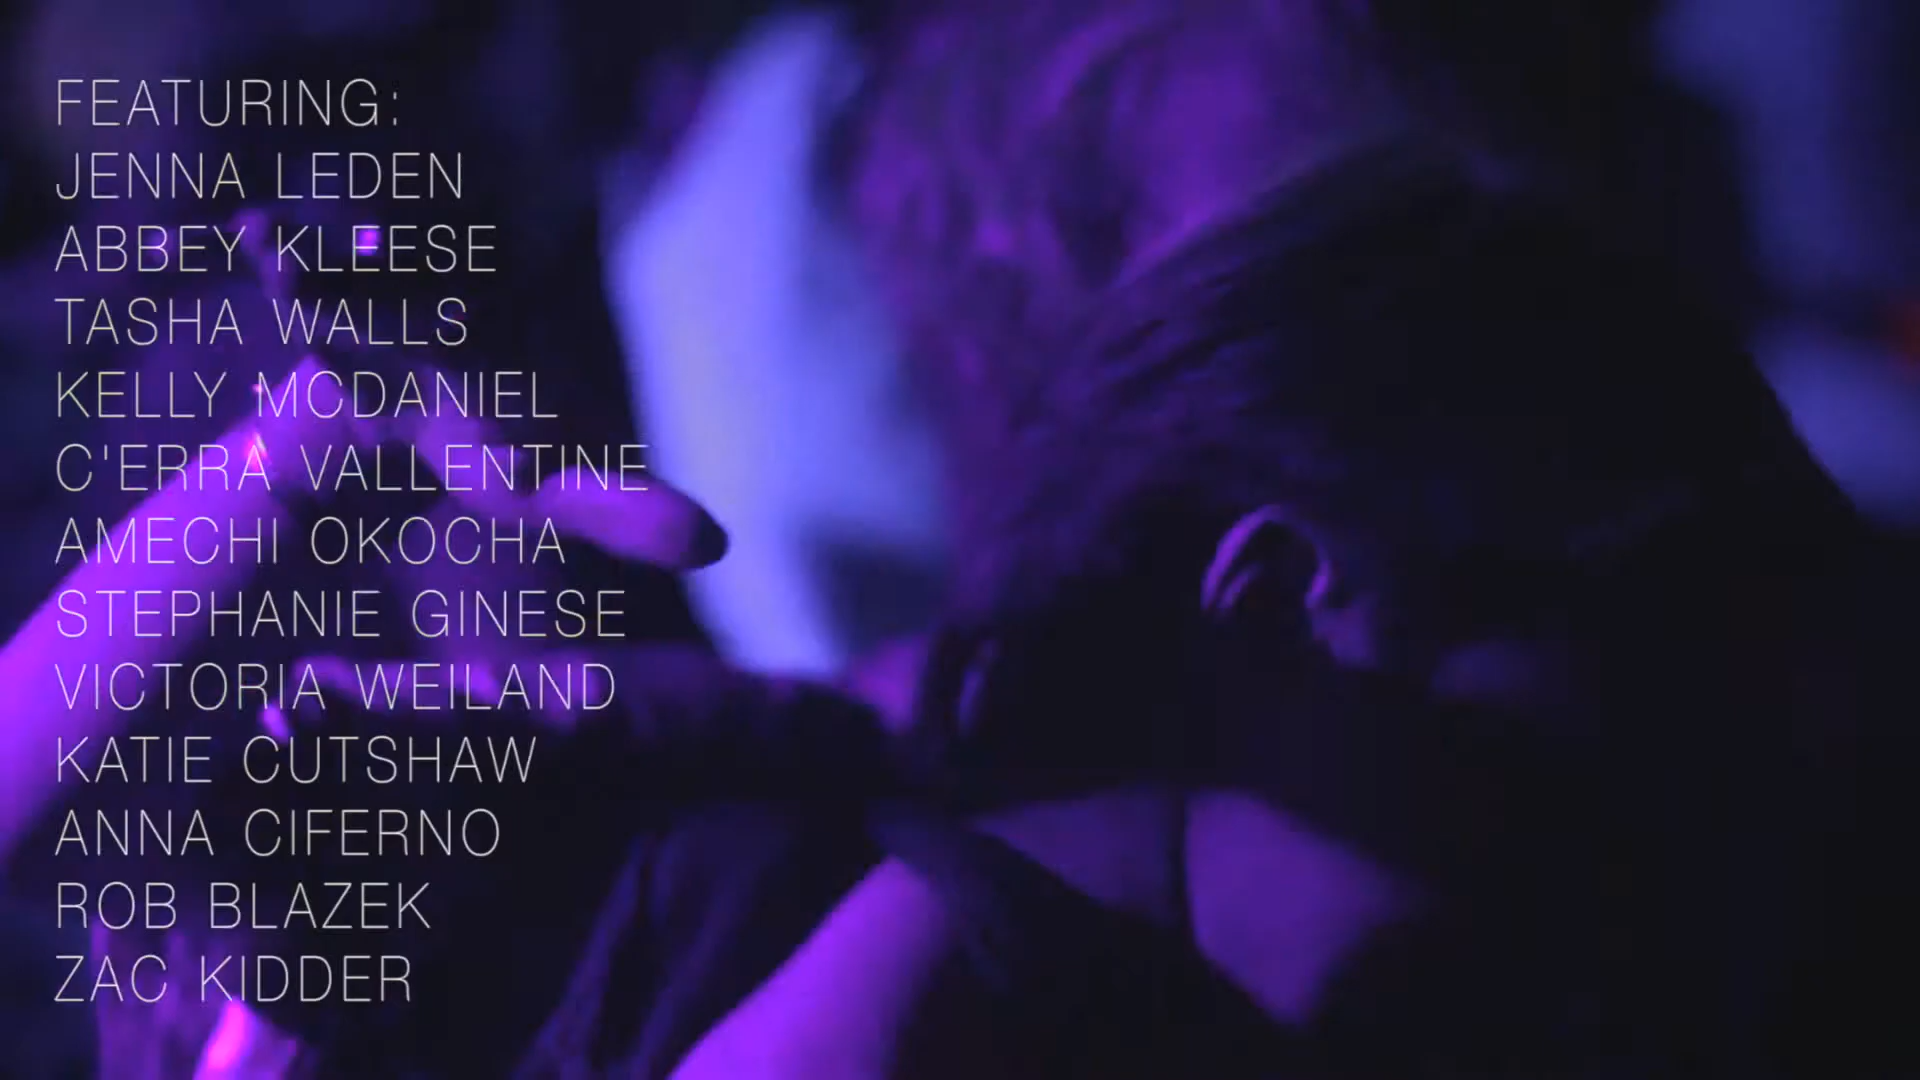 FEATURING:
JENNA LEDEN
ABBEY KLEESE
TASHA WALLS
KELLY MCDANIEL
C'ERRA VALLENTINE
AMECHI OKOCHA
STEPHANIE GINESE
VICTORIA WEILAND
KATIE CUTSHAW
ANNA CIFERNO
ROB BLAZEK
ZAC KIDDER